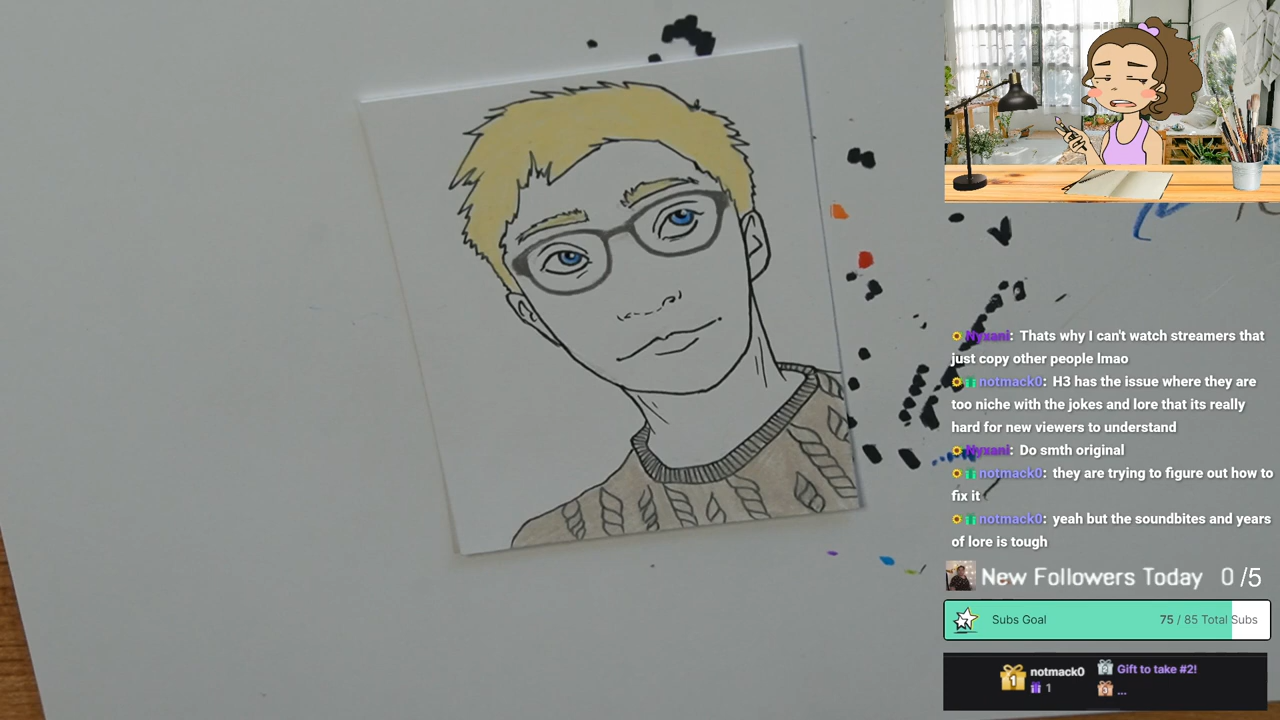 Nyxani: Thats why I can't watch streamers that
just copy other people lmao
notmack0: H3 has the issue where they are
too niche with the jokes and lore that its really
hard for new viewers to understand
Nyxani: Do smth original
notmack0: they are trying to figure out how to
fix it
notmack0: yeah but the soundbites and years
of lore is tough
New Followers Today 0 /5
Subs Goal 75 / 85 Total Subs
1 notmack0
1
2 Gift to take #2!
3 ...